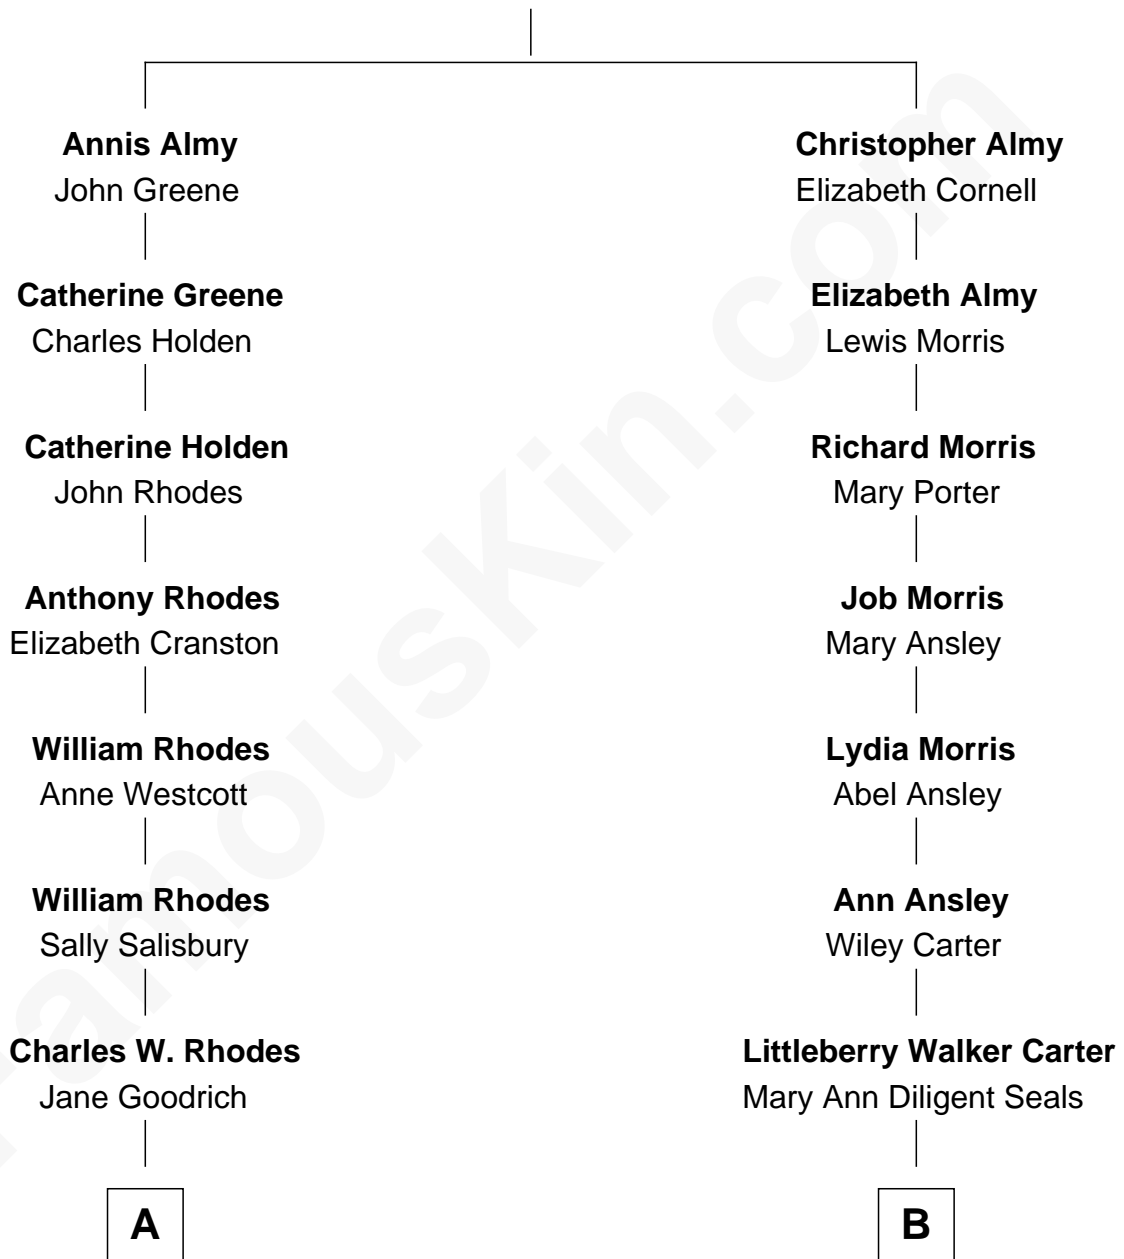 Annis Almy
John Greene
Catherine Greene
Charles Holden
Catherine Holden
John Rhodes
Anthony Rhodes
Elizabeth Cranston
William Rhodes
Anne Westcott
William Rhodes
Sally Salisbury
Charles W. Rhodes
Jane Goodrich
A
Christopher Almy
Elizabeth Cornell
Elizabeth Almy
Lewis Morris
Richard Morris
Mary Porter
Job Morris
Mary Ansley
Lydia Morris
Abel Ansley
Ann Ansley
Wiley Carter
Littleberry Walker Carter
Mary Ann Diligent Seals
B
FamousKin.com